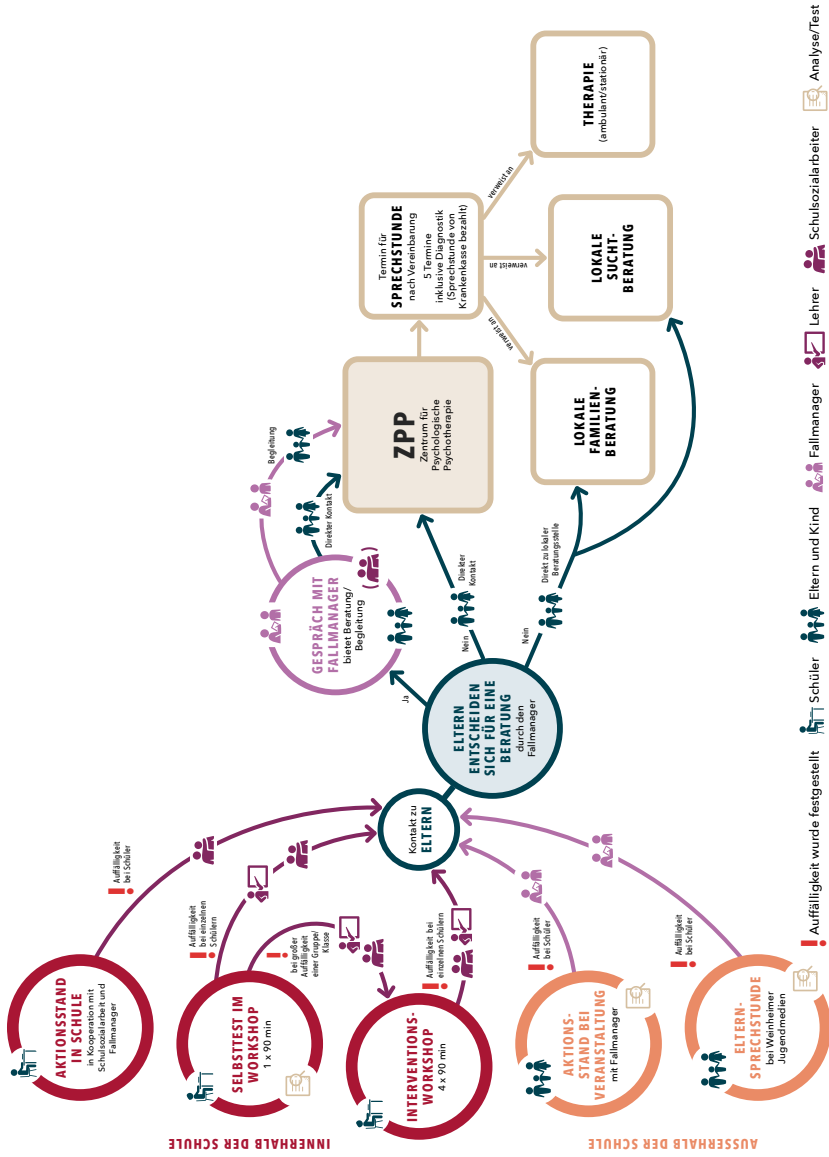 INNERHALB DER SCHULE
AKTIONSSTAND
IN SCHULE
in Kooperation mit
Schulsozialarbeit und
Fallmanager
Auffälligkeit
bei Schüler
SELBSTTEST IM
WORKSHOP
1 x 90 min
Auffälligkeit
bei einzelnen
Schülern
bei großer
Auffälligkeit
einer Gruppe/
Klasse
INTERVENTIONS-
WORKSHOP
4 x 90 min
Auffälligkeit bei
einzelnen Schülern
AUSSERHALB DER SCHULE
AKTIONS-
STAND BEI
VERANSTALTUNG
mit Fallmanager
Auffälligkeit
bei Schüler
ELTERN-
SPRECHSTUNDE
bei Weinheimer
Jugendmedien
Auffälligkeit
bei Schüler
Kontakt zu
ELTERN
ELTERN
ENTSCHEIDEN
SICH FÜR EINE
BERATUNG
durch den
Fallmanager
Ja
Nein
Nein
GESPRÄCH MIT
FALLMANAGER
bietet Beratung/
Begleitung
Begleitung
Direkter Kontakt
Direkter
Kontakt
Direkt zu lokaler
Beratungsstelle
ZPP
Zentrum für
Psychologische
Psychotherapie
Termin für
SPRECHSTUNDE
nach Vereinbarung
5 Termine
inklusive Diagnostik
(Sprechstunde von
Krankenkasse bezahlt)
verweist an
verweist an
verweist an
LOKALE
FAMILIEN-
BERATUNG
LOKALE
SUCHT-
BERATUNG
THERAPIE
(ambulant/stationär)
Auffälligkeit wurde festgestellt
Schüler
Eltern und Kind
Fallmanager
Lehrer
Schulsozialarbeiter
Analyse/Test